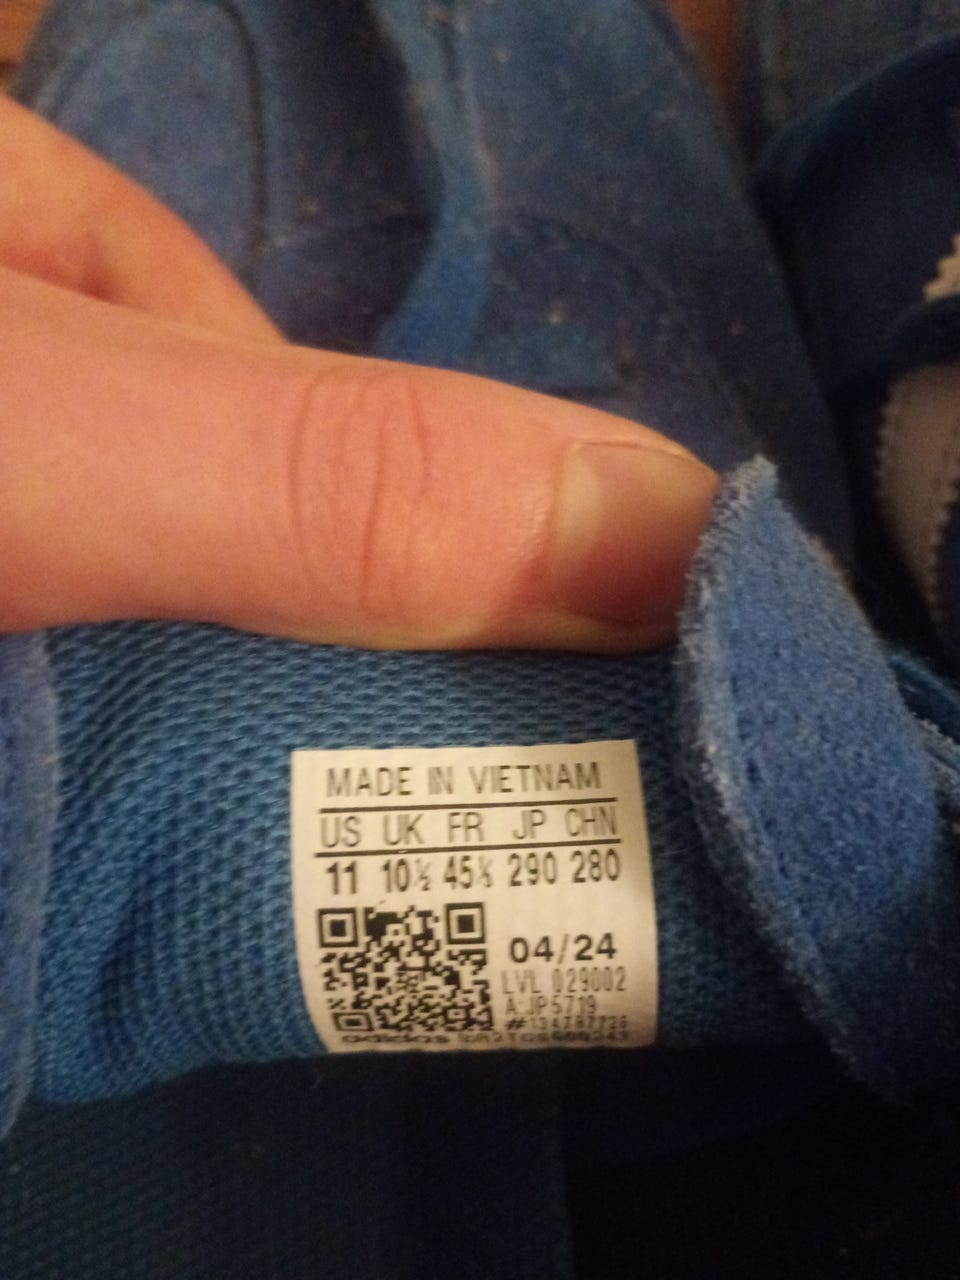 MADE IN VIETNAM
US UK FR JP CHN
11 10½ 45⅓ 290 280
04/24
LVL 029002
A:JP5719
adidas